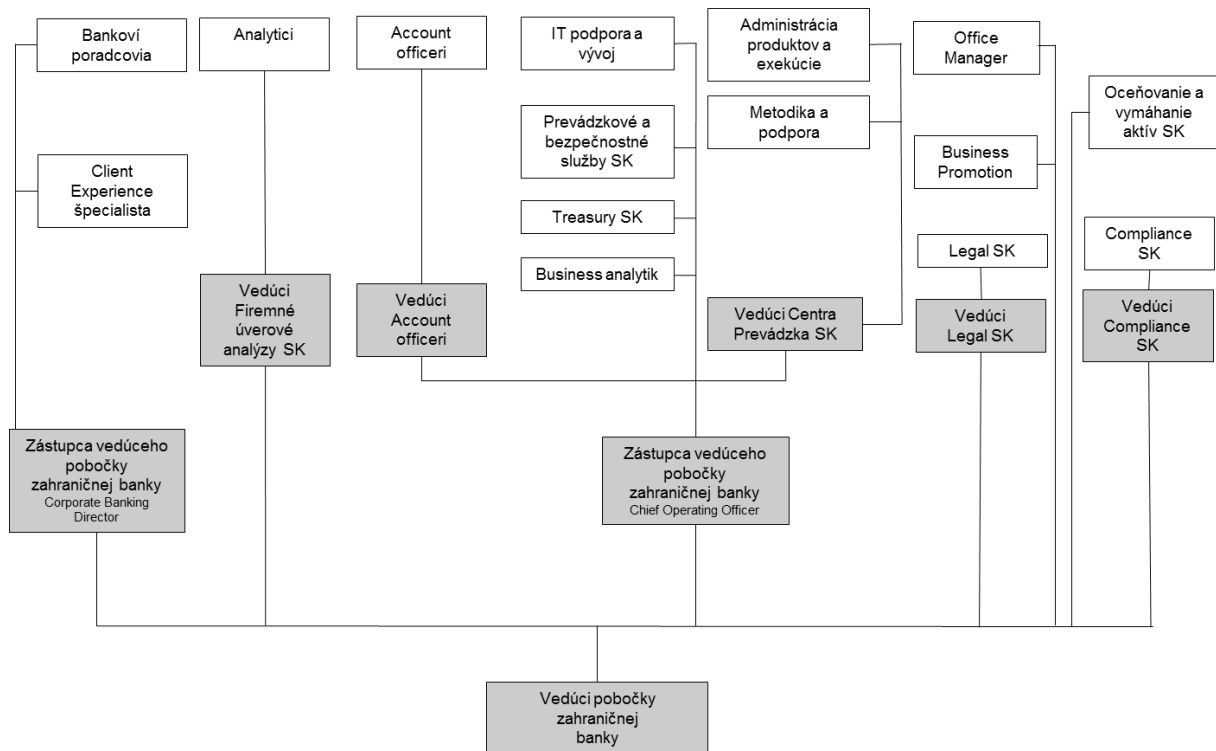 Bankoví
poradcovia
Analytici
Account
officeri
IT podpora a
vývoj
Administrácia
produktov a
exekúcie
Office
Manager
Oceňovanie a
vymáhanie
aktív SK
Prevádzkové a
bezpečnostné
služby SK
Metodika a
podpora
Business
Promotion
Client
Experience
špecialista
Treasury SK
Business analytik
Legal SK
Compliance
SK
Vedúci
Firemné
úverové
analýzy SK
Vedúci
Account
officeri
Vedúci Centra
Prevádzka SK
Vedúci
Legal SK
Vedúci
Compliance
SK
Zástupca vedúceho
pobočky
zahraničnej banky
Corporate Banking
Director
Zástupca vedúceho
pobočky
zahraničnej banky
Chief Operating Officer
Vedúci pobočky
zahraničnej
banky